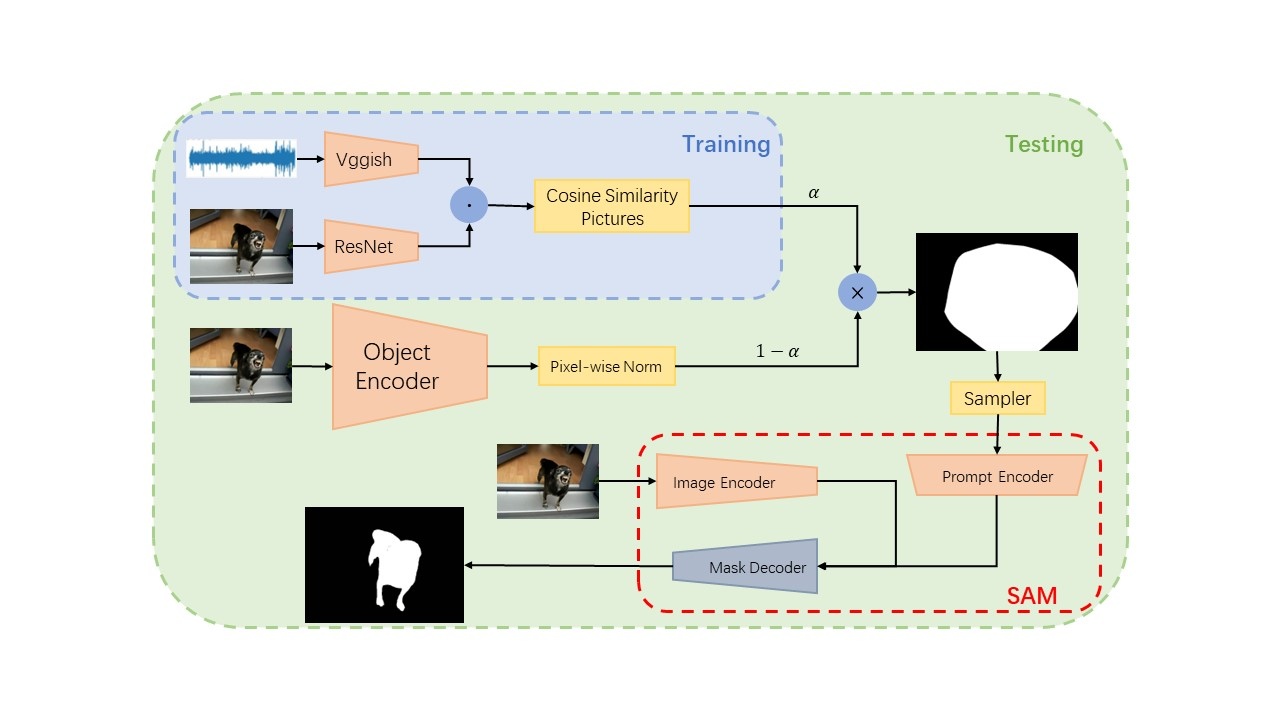 Training
Testing
Vggish
ResNet
·
Cosine Similarity
Pictures
α
×
Object
Encoder
Pixel-wise Norm
1 − α
Sampler
Image Encoder
Prompt Encoder
Mask Decoder
SAM